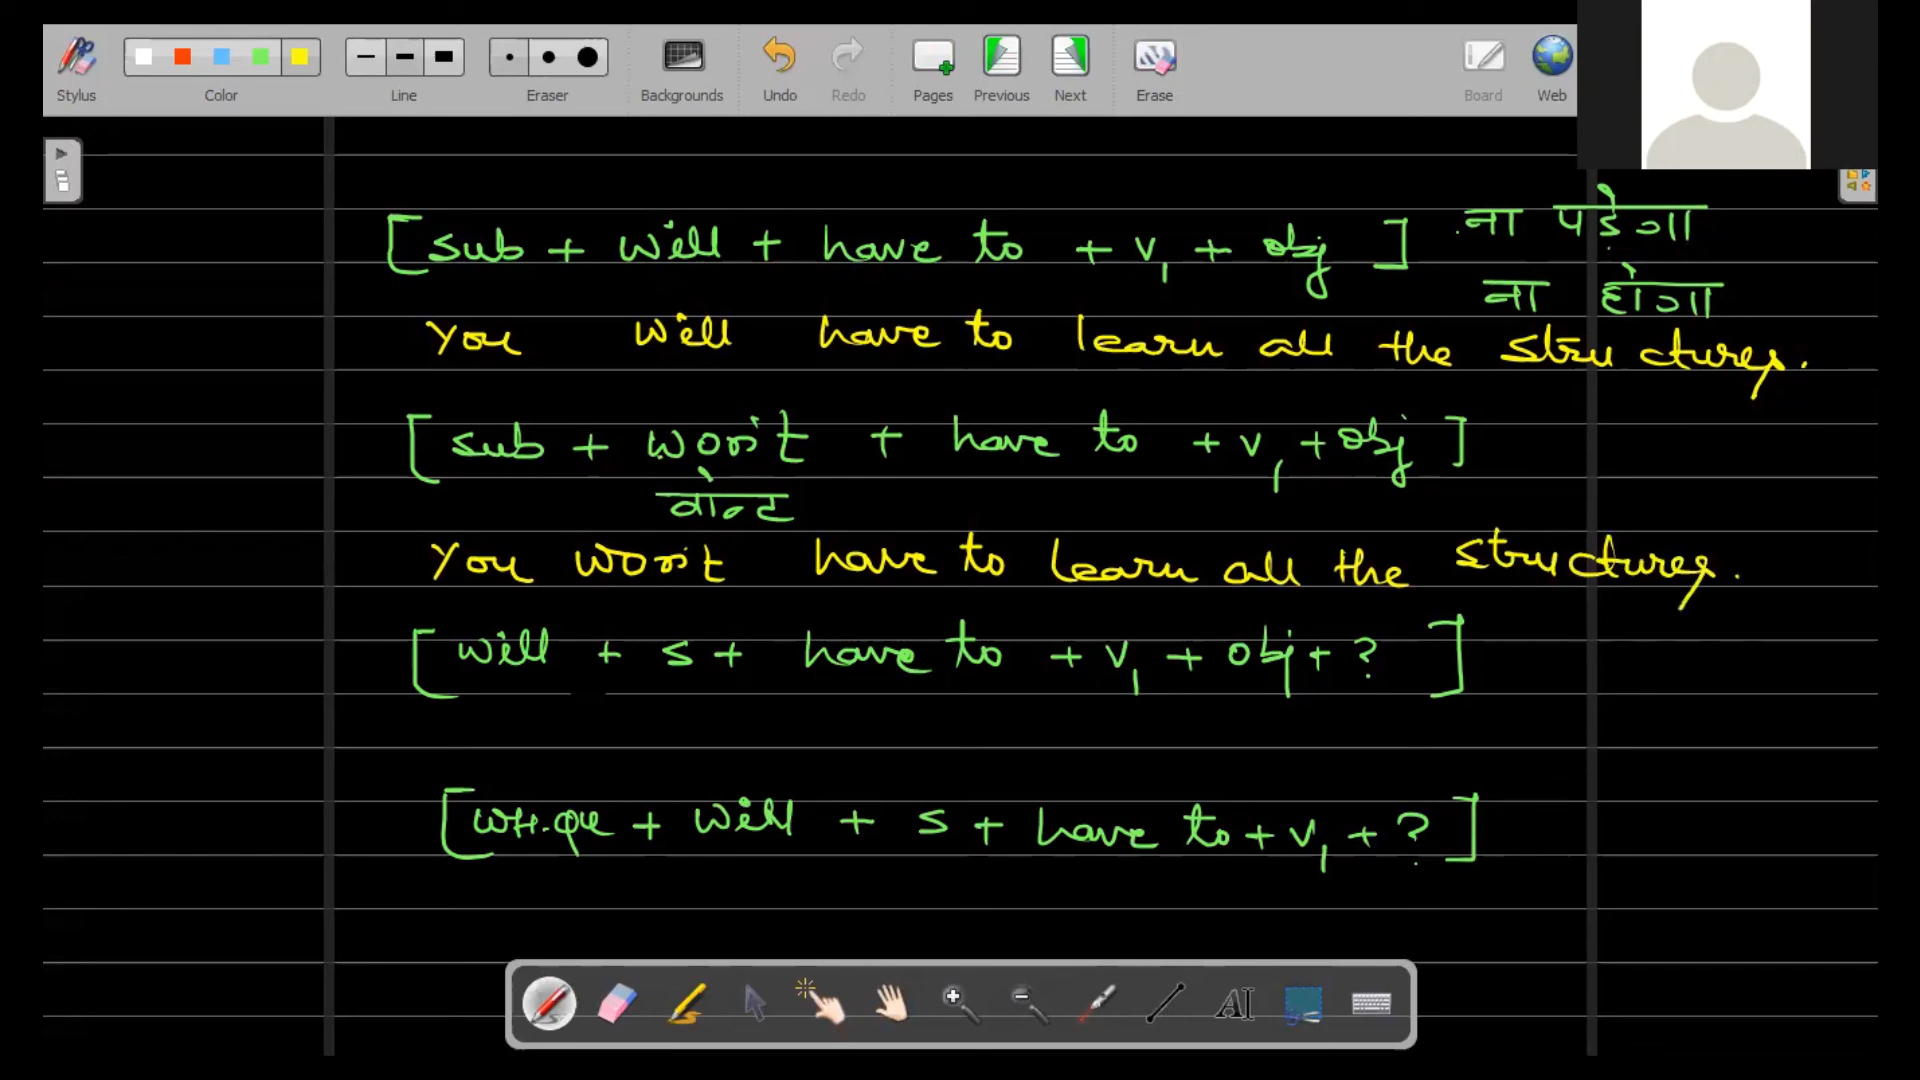 Stylus Color Line Eraser Backgrounds Undo Redo Pages Previous Next Erase Board Web
[sub + will + have to + v1 + obj ] ना पड़ेगा
ना होगा
You will have to learn all the structures.
[sub + won't + have to + v1 + obj ]
वोन्ट
You won't have to learn all the structures.
[will + s + have to + v1 + obj + ? ]
[WH.qu + will + s + have to + v1 + ? ]
AI